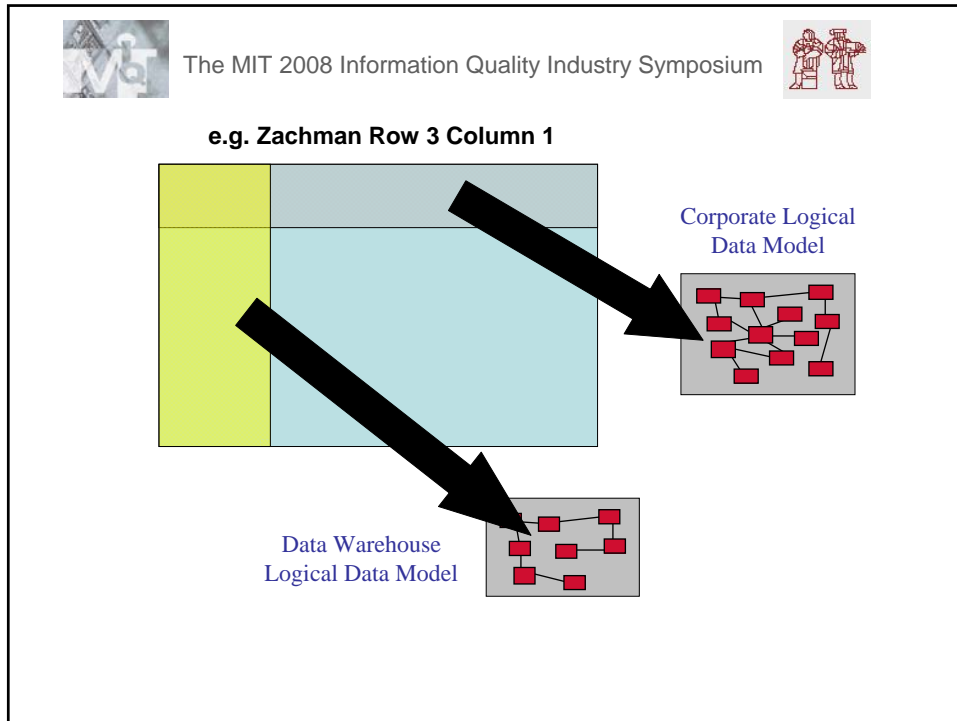 The MIT 2008 Information Quality Industry Symposium
e.g. Zachman Row 3 Column 1
Corporate Logical
Data Model
Data Warehouse
Logical Data Model